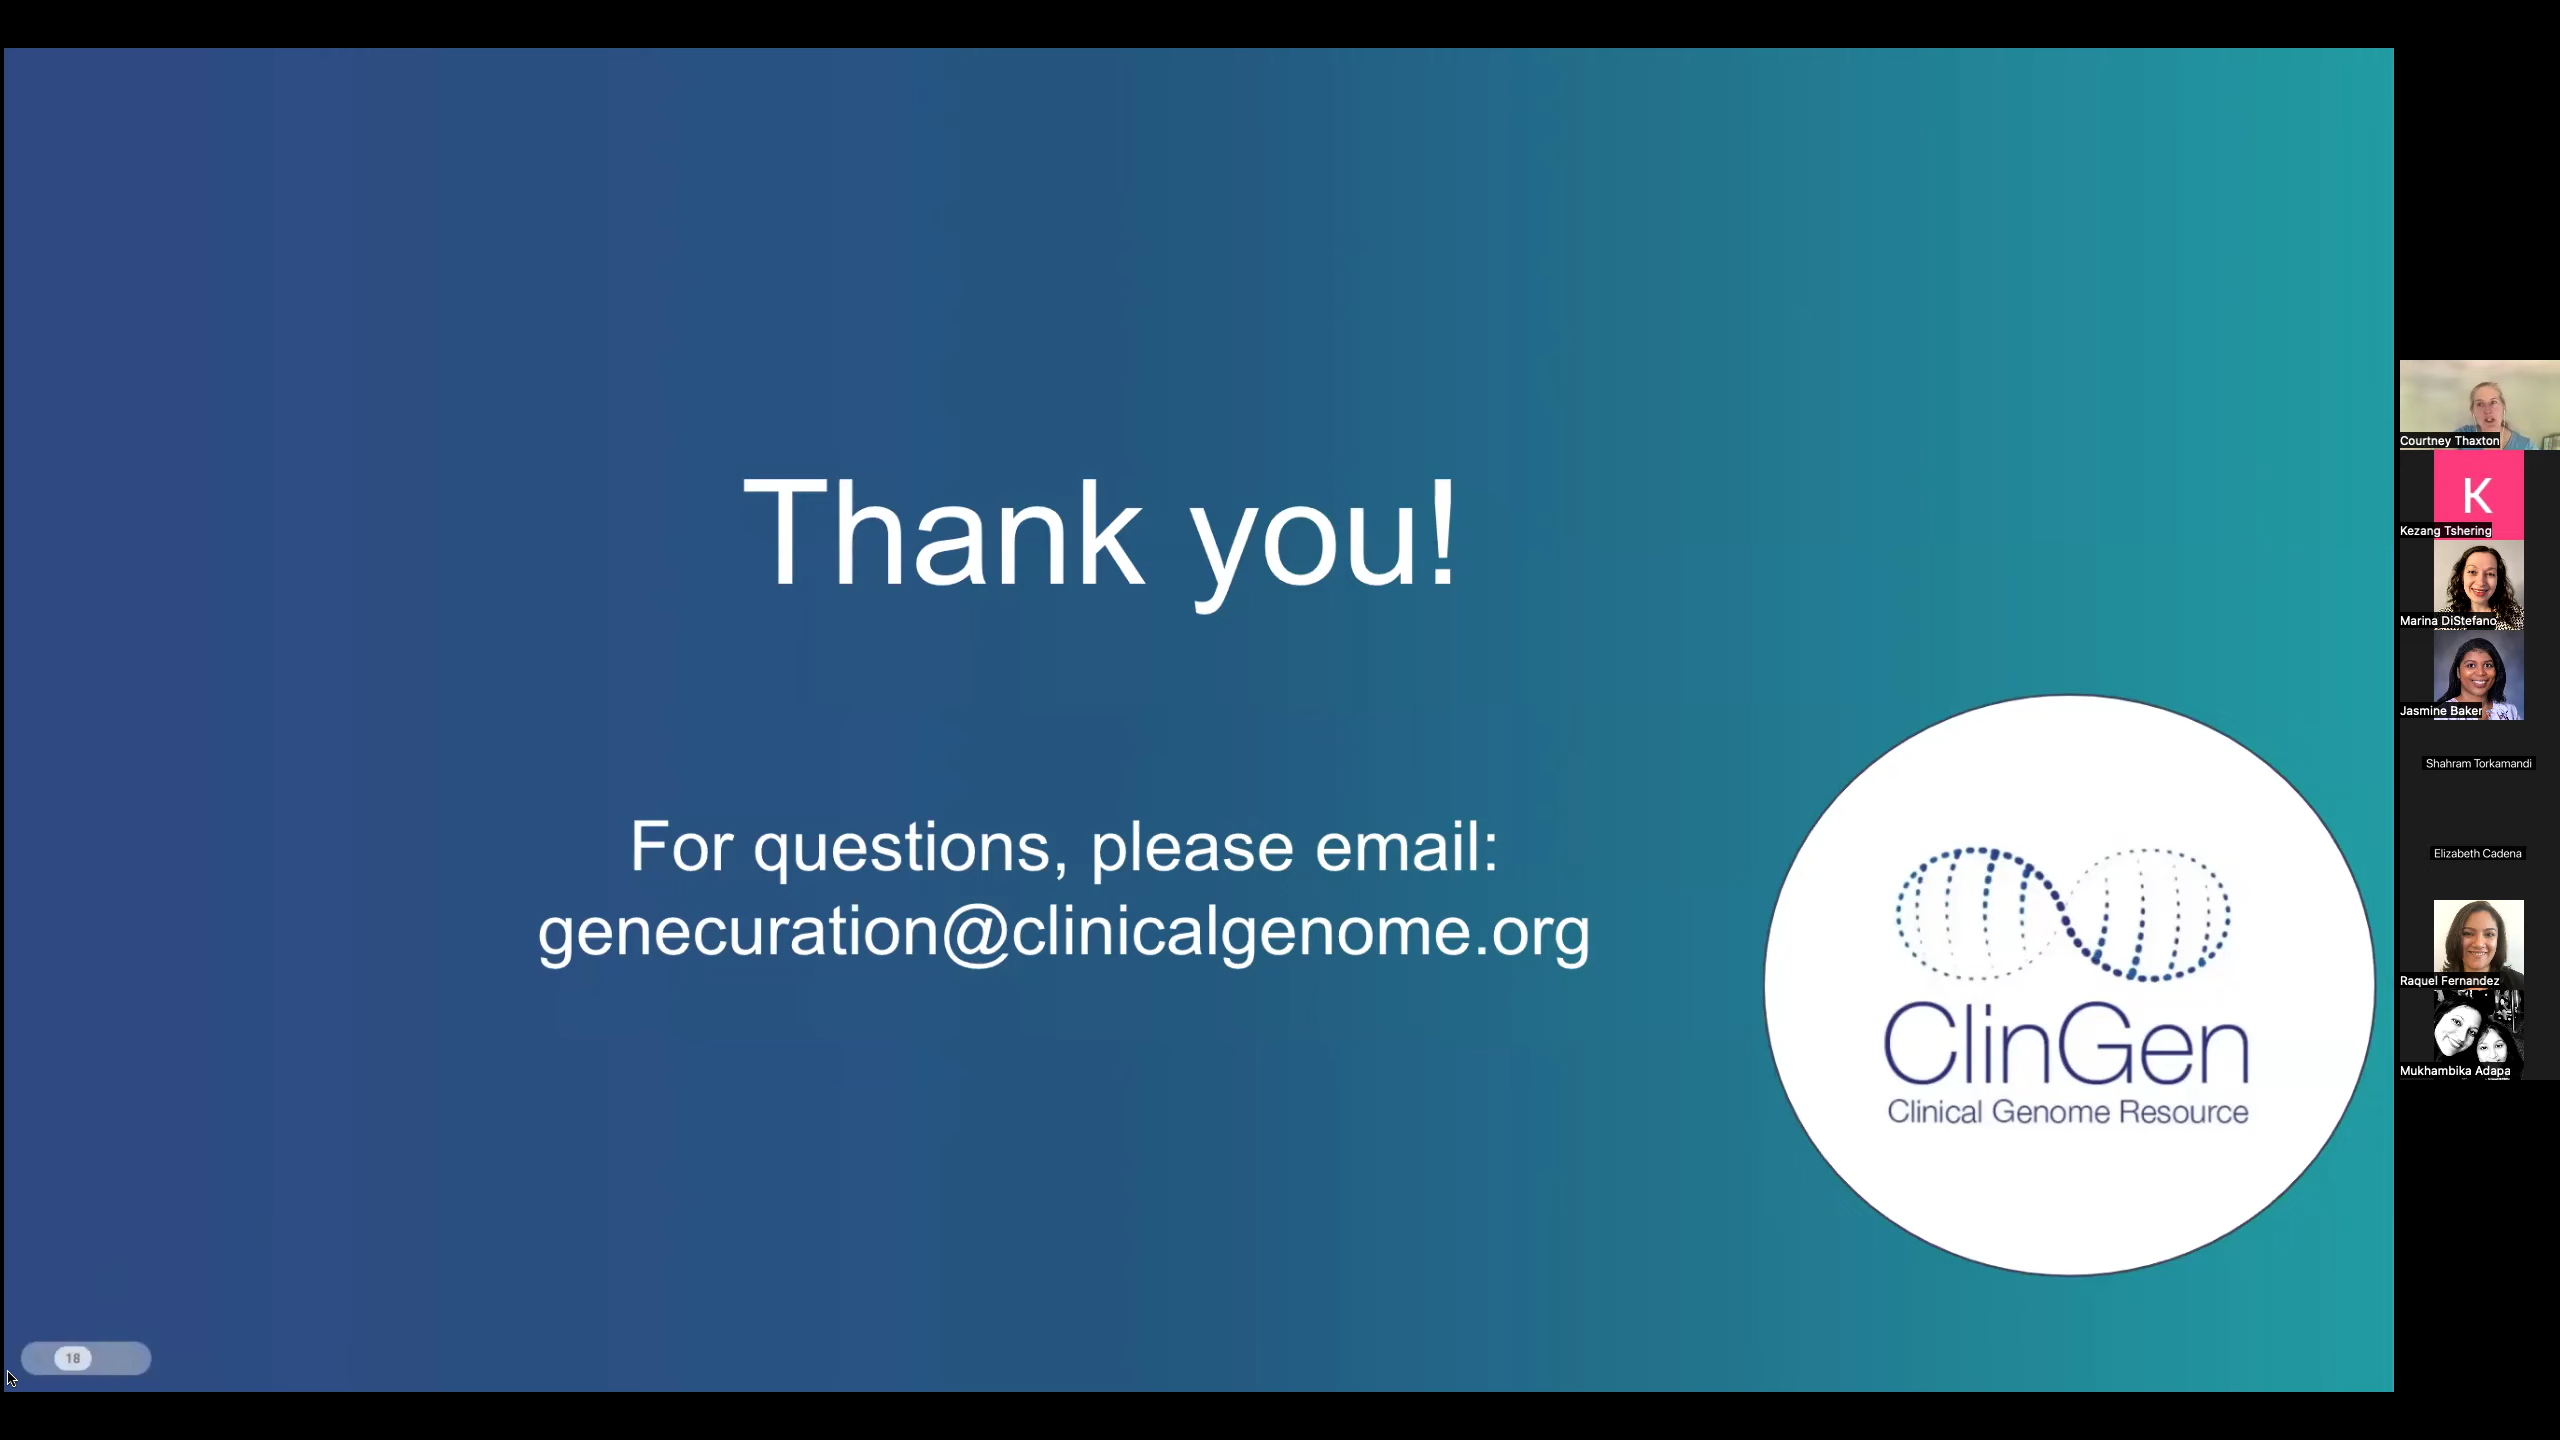 Thank you!
For questions, please email:
genecuration@clinicalgenome.org
ClinGen
Clinical Genome Resource
18
Courtney Thaxton
K
Kezang Tshering
Marina DiStefano
Jasmine Baker
Shahram Torkamandi
Elizabeth Cadena
Raquel Fernandez
Mukhambika Adapa